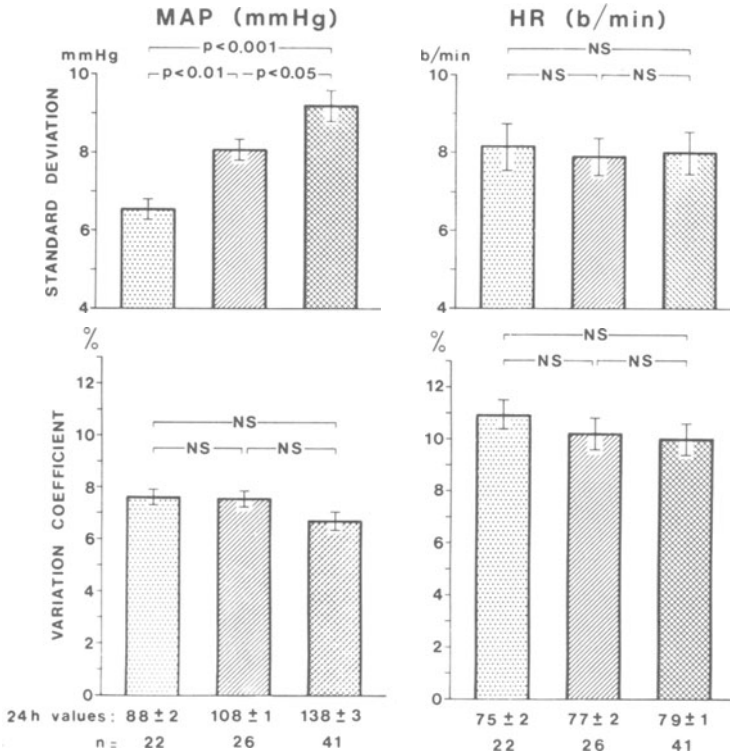 MAP (mmHg)
HR (b/min)
mmHg
p<0.001
p<0.01
p<0.05
STANDARD DEVIATION
10
8
6
4
b/min
NS
NS
NS
10
8
6
4
%
VARIATION COEFFICIENT
12
10
8
6
4
2
0
NS
NS
NS
%
NS
NS
NS
12
10
8
6
4
2
0
24h values: 88 ± 2 108 ± 1 138 ± 3 75 ± 2 77 ± 2 79 ± 1
n = 22 26 41 22 26 41